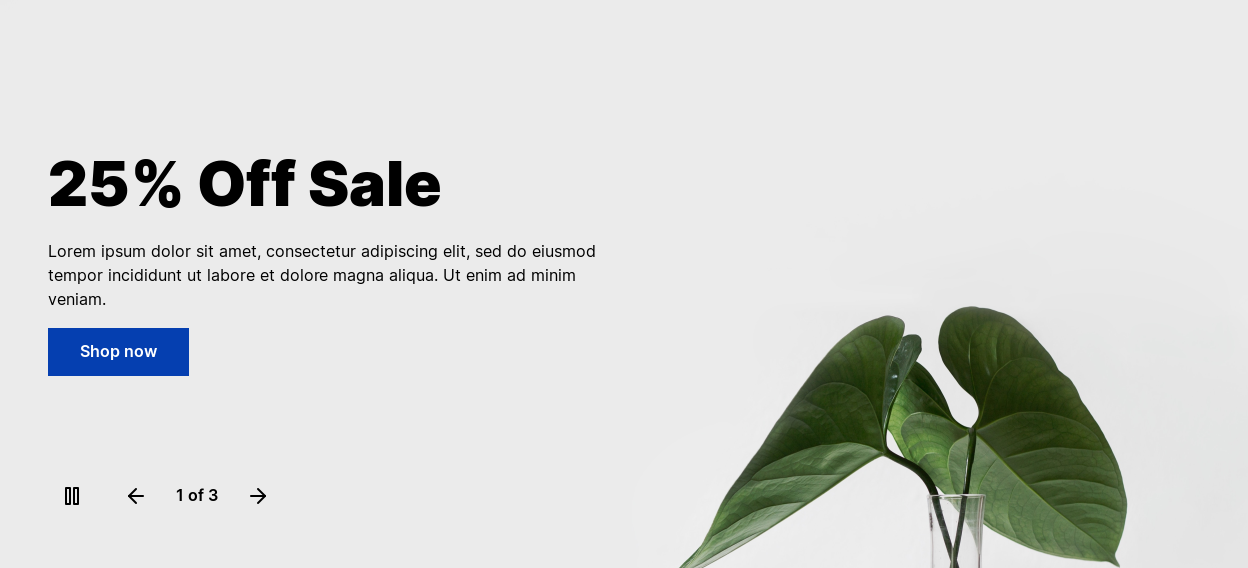 25% Off Sale
Lorem ipsum dolor sit amet, consectetur adipiscing elit, sed do eiusmod
tempor incididunt ut labore et dolore magna aliqua. Ut enim ad minim
veniam.
Shop now
1 of 3